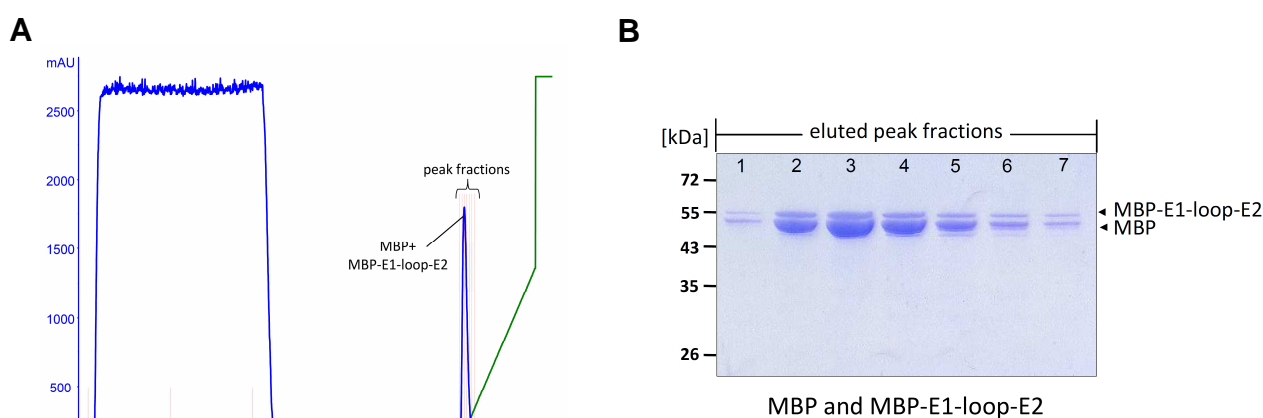 A
mAU
2500
2000
1500
1000
500
peak fractions
MBP+
MBP-E1-loop-E2
B
[kDa]
eluted peak fractions
1 2 3 4 5 6 7
72
55
43
35
26
MBP-E1-loop-E2
MBP
MBP and MBP-E1-loop-E2